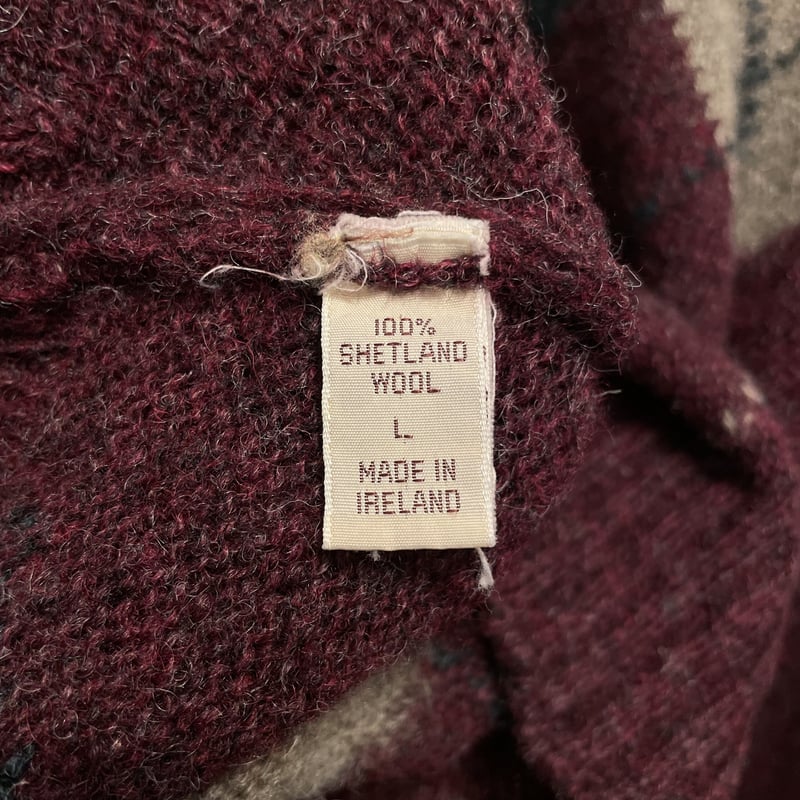 100%
SHETLAND
WOOL
L
MADE IN
IRELAND